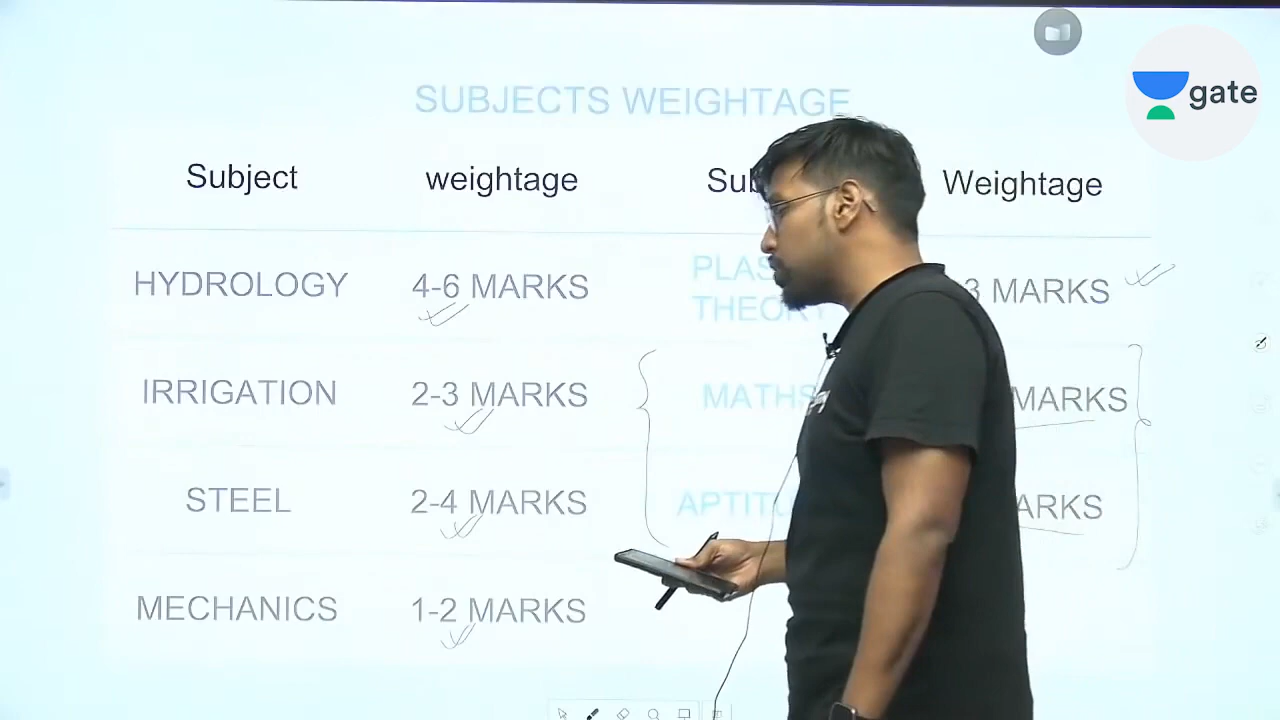 gate
SUBJECTS WEIGHTAGE
Subject weightage Weightage
HYDROLOGY 4-6 MARKS 3 MARKS
THEORY
IRRIGATION 2-3 MARKS MATHS MARKS
STEEL 2-4 MARKS
MECHANICS 1-2 MARKS